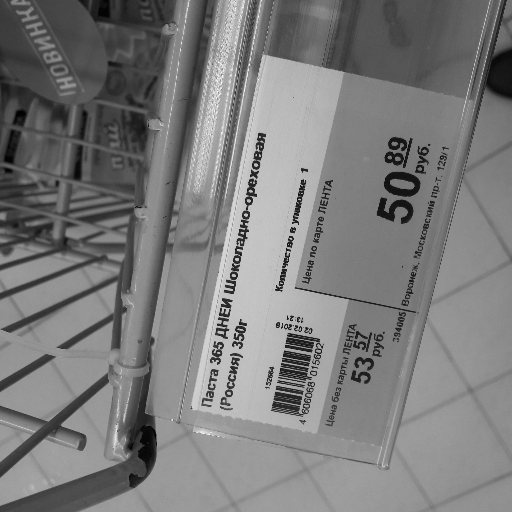 НОВИНКА!
Паста 365 ДНЕЙ Шоколадно-ореховая
(Россия) 350г
Количество в упаковке 1
132664
02.02.2018
13:21
4 606068 015602
Цена по карте ЛЕНТА
50 89
руб.
Цена без карты ЛЕНТА
53 57
руб.
394005, Воронеж, Московский пр-т, 129/1